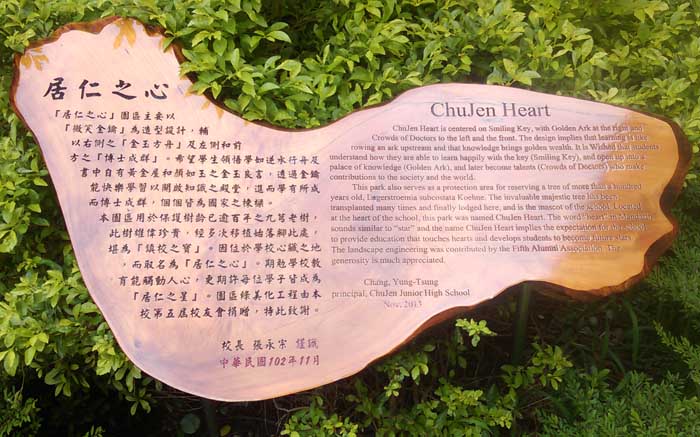 居仁之心
「居仁之心」園區主要以
「微笑金鑰」為造型設計，輔
以右側之「金玉方舟」及左側和前
方之「博士成群」。希望學生領悟學如逆水行舟及
書中自有黃金屋和顏如玉之金玉良言，透過金鑰
能快樂學習以開啟知識之殿堂，進而學有所成
而博士成群，個個皆為國家之棟樑。
本園區用於保護樹齡已逾百年之九芎老樹，
此樹雄偉珍貴，經多次移植始落腳此處，
堪為「鎮校之寶」。因位於學校心臟之地
，而取名為「居仁之心」。期勉學校教
育能觸動人心，更期許每位學子皆成為
「居仁之星」。園區綠美化工程由本
校第五屆校友會捐贈，特此致謝。
校長 張永宗 謹識
中華民國102年11月
ChuJen Heart
ChuJen Heart is centered on Smiling Key, with Golden Ark at the right and
Crowds of Doctors to the left and the front. The design implies that learning is like
rowing an ark upstream and that knowledge brings golden wealth. It is Wished that students
understand how they are able to learn happily with the key (Smiling Key), and open up into a
palace of knowledge (Golden Ark), and later become talents (Crowds of Doctors) who make
contributions to the society and the world.
This park also serves as a protection area for reserving a tree of more than a hundred
years old, Lagerstroemia subcostata Koehne. The invaluable majestic tree has been
transplanted many times and finally lodged here, and is the mascot of the school. Located
at the heart of the school, this park was named ChuJen Heart. The word "heart" in Mandarin
sounds similar to "star" and the name ChuJen Heart implies the expectation for the school
to provide education that touches hearts and develops students to become future stars.
The landscape engineering was contributed by the Fifth Alumni Association. The
generosity is much appreciated.
Chang, Yung-Tsung
principal, ChuJen Junior High School
Nov, 2013